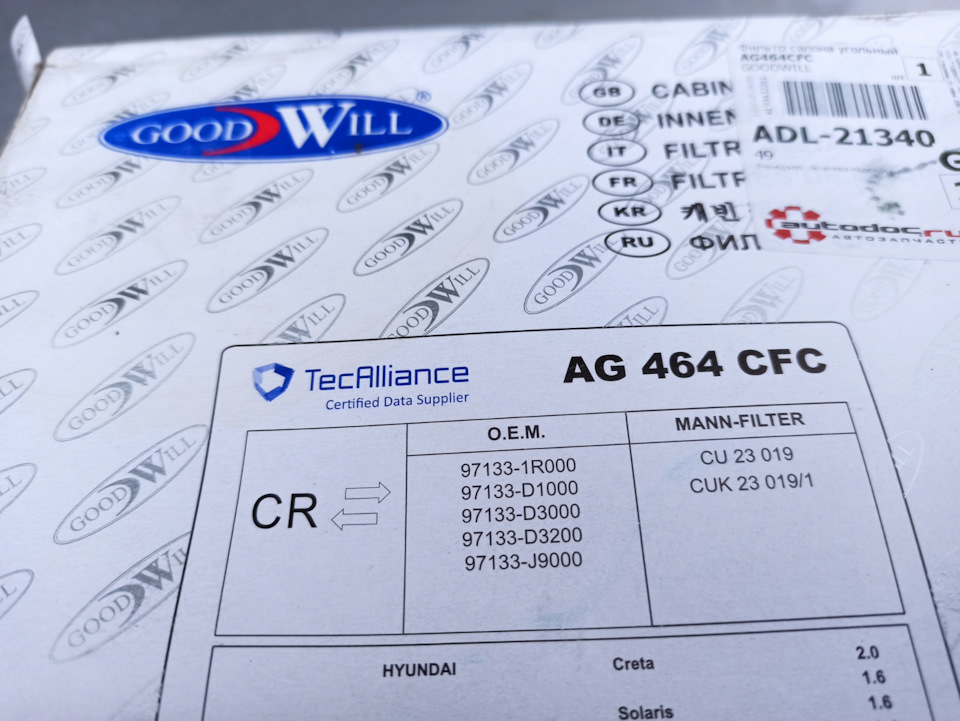 GOODWILL®
GB CABIN
DE INNEN
IT FILTR
FR FILTR
KR 캐빈
RU ФИЛ
Фильтр салона угольный
AG464CFC
GOODWILL
1
ADL-21340
49
autodoc.ru
АВТОЗАПЧАСТ
TecAlliance
Certified Data Supplier
AG 464 CFC
CR
O.E.M.
97133-1R000
97133-D1000
97133-D3000
97133-D3200
97133-J9000
MANN-FILTER
CU 23 019
CUK 23 019/1
HYUNDAI Creta 2.0
1.6
Solaris 1.6